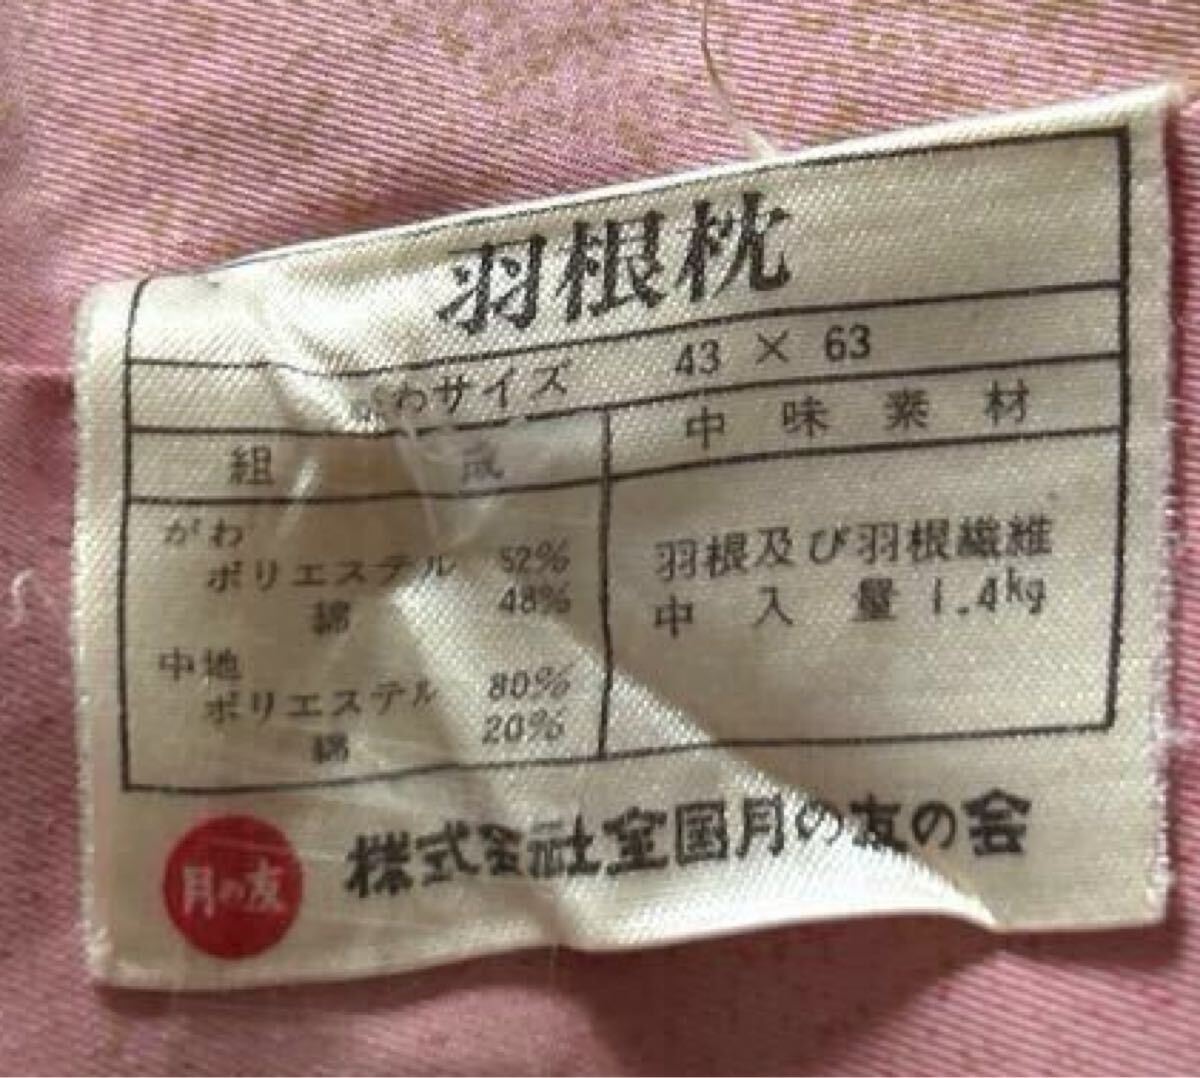 羽根枕
がわサイズ 43 × 63
組 成
中味素材
がわ
ポリエステル 52%
綿 48%
中地
ポリエステル 80%
綿 20%
羽根及び羽根繊維
中入量 1.4kg
月の友
株式会社全国月の友の会